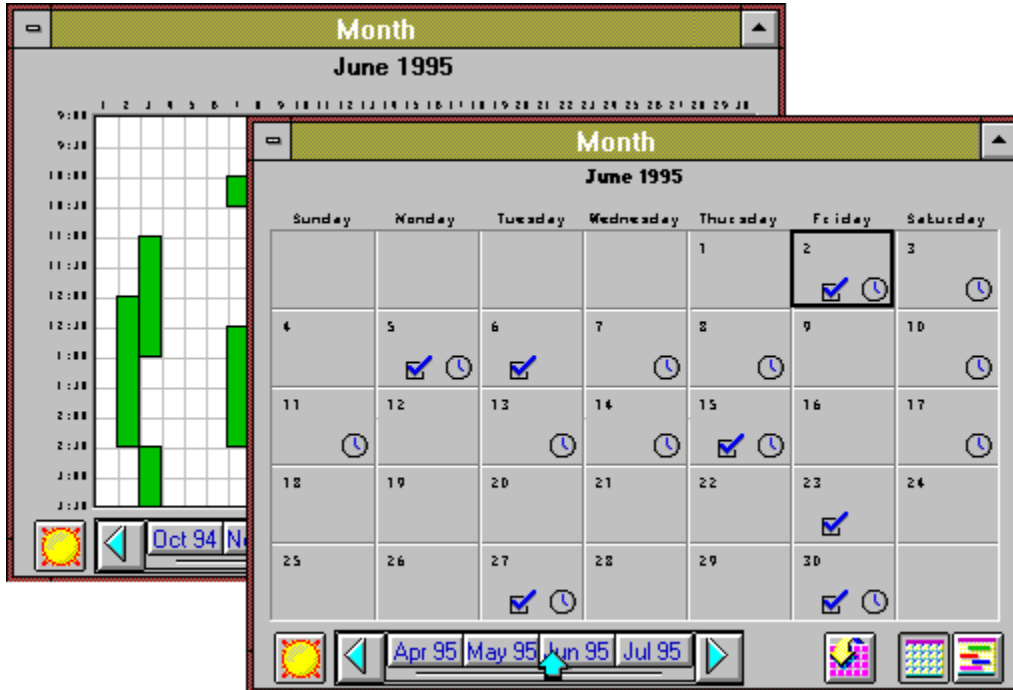 Month
June 1995
1 2 3 4 5 6 7 8 9 10 11 12 13 14 15 16 17 18 19 20 21 22 23 24 25 26 27 28 29 30
9:00
9:30
10:00
10:30
11:00
11:30
12:00
12:30
1:00
1:30
2:00
2:30
3:00
3:30
Oct 94
Month
June 1995
Sunday Monday Tuesday Wednesday Thursday Friday Saturday
1 2 3
4 5 6 7 8 9 10
11 12 13 14 15 16 17
18 19 20 21 22 23 24
25 26 27 28 29 30
Apr 95 May 95 Jun 95 Jul 95